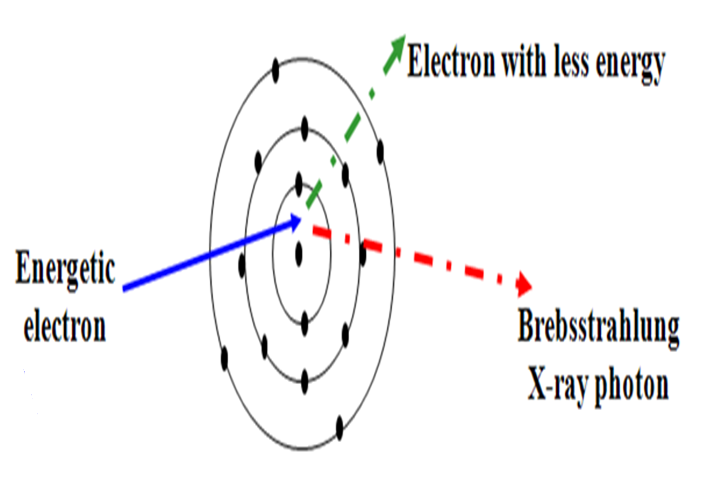 Electron with less energy
Energetic
electron
Brebsstrahlung
X-ray photon